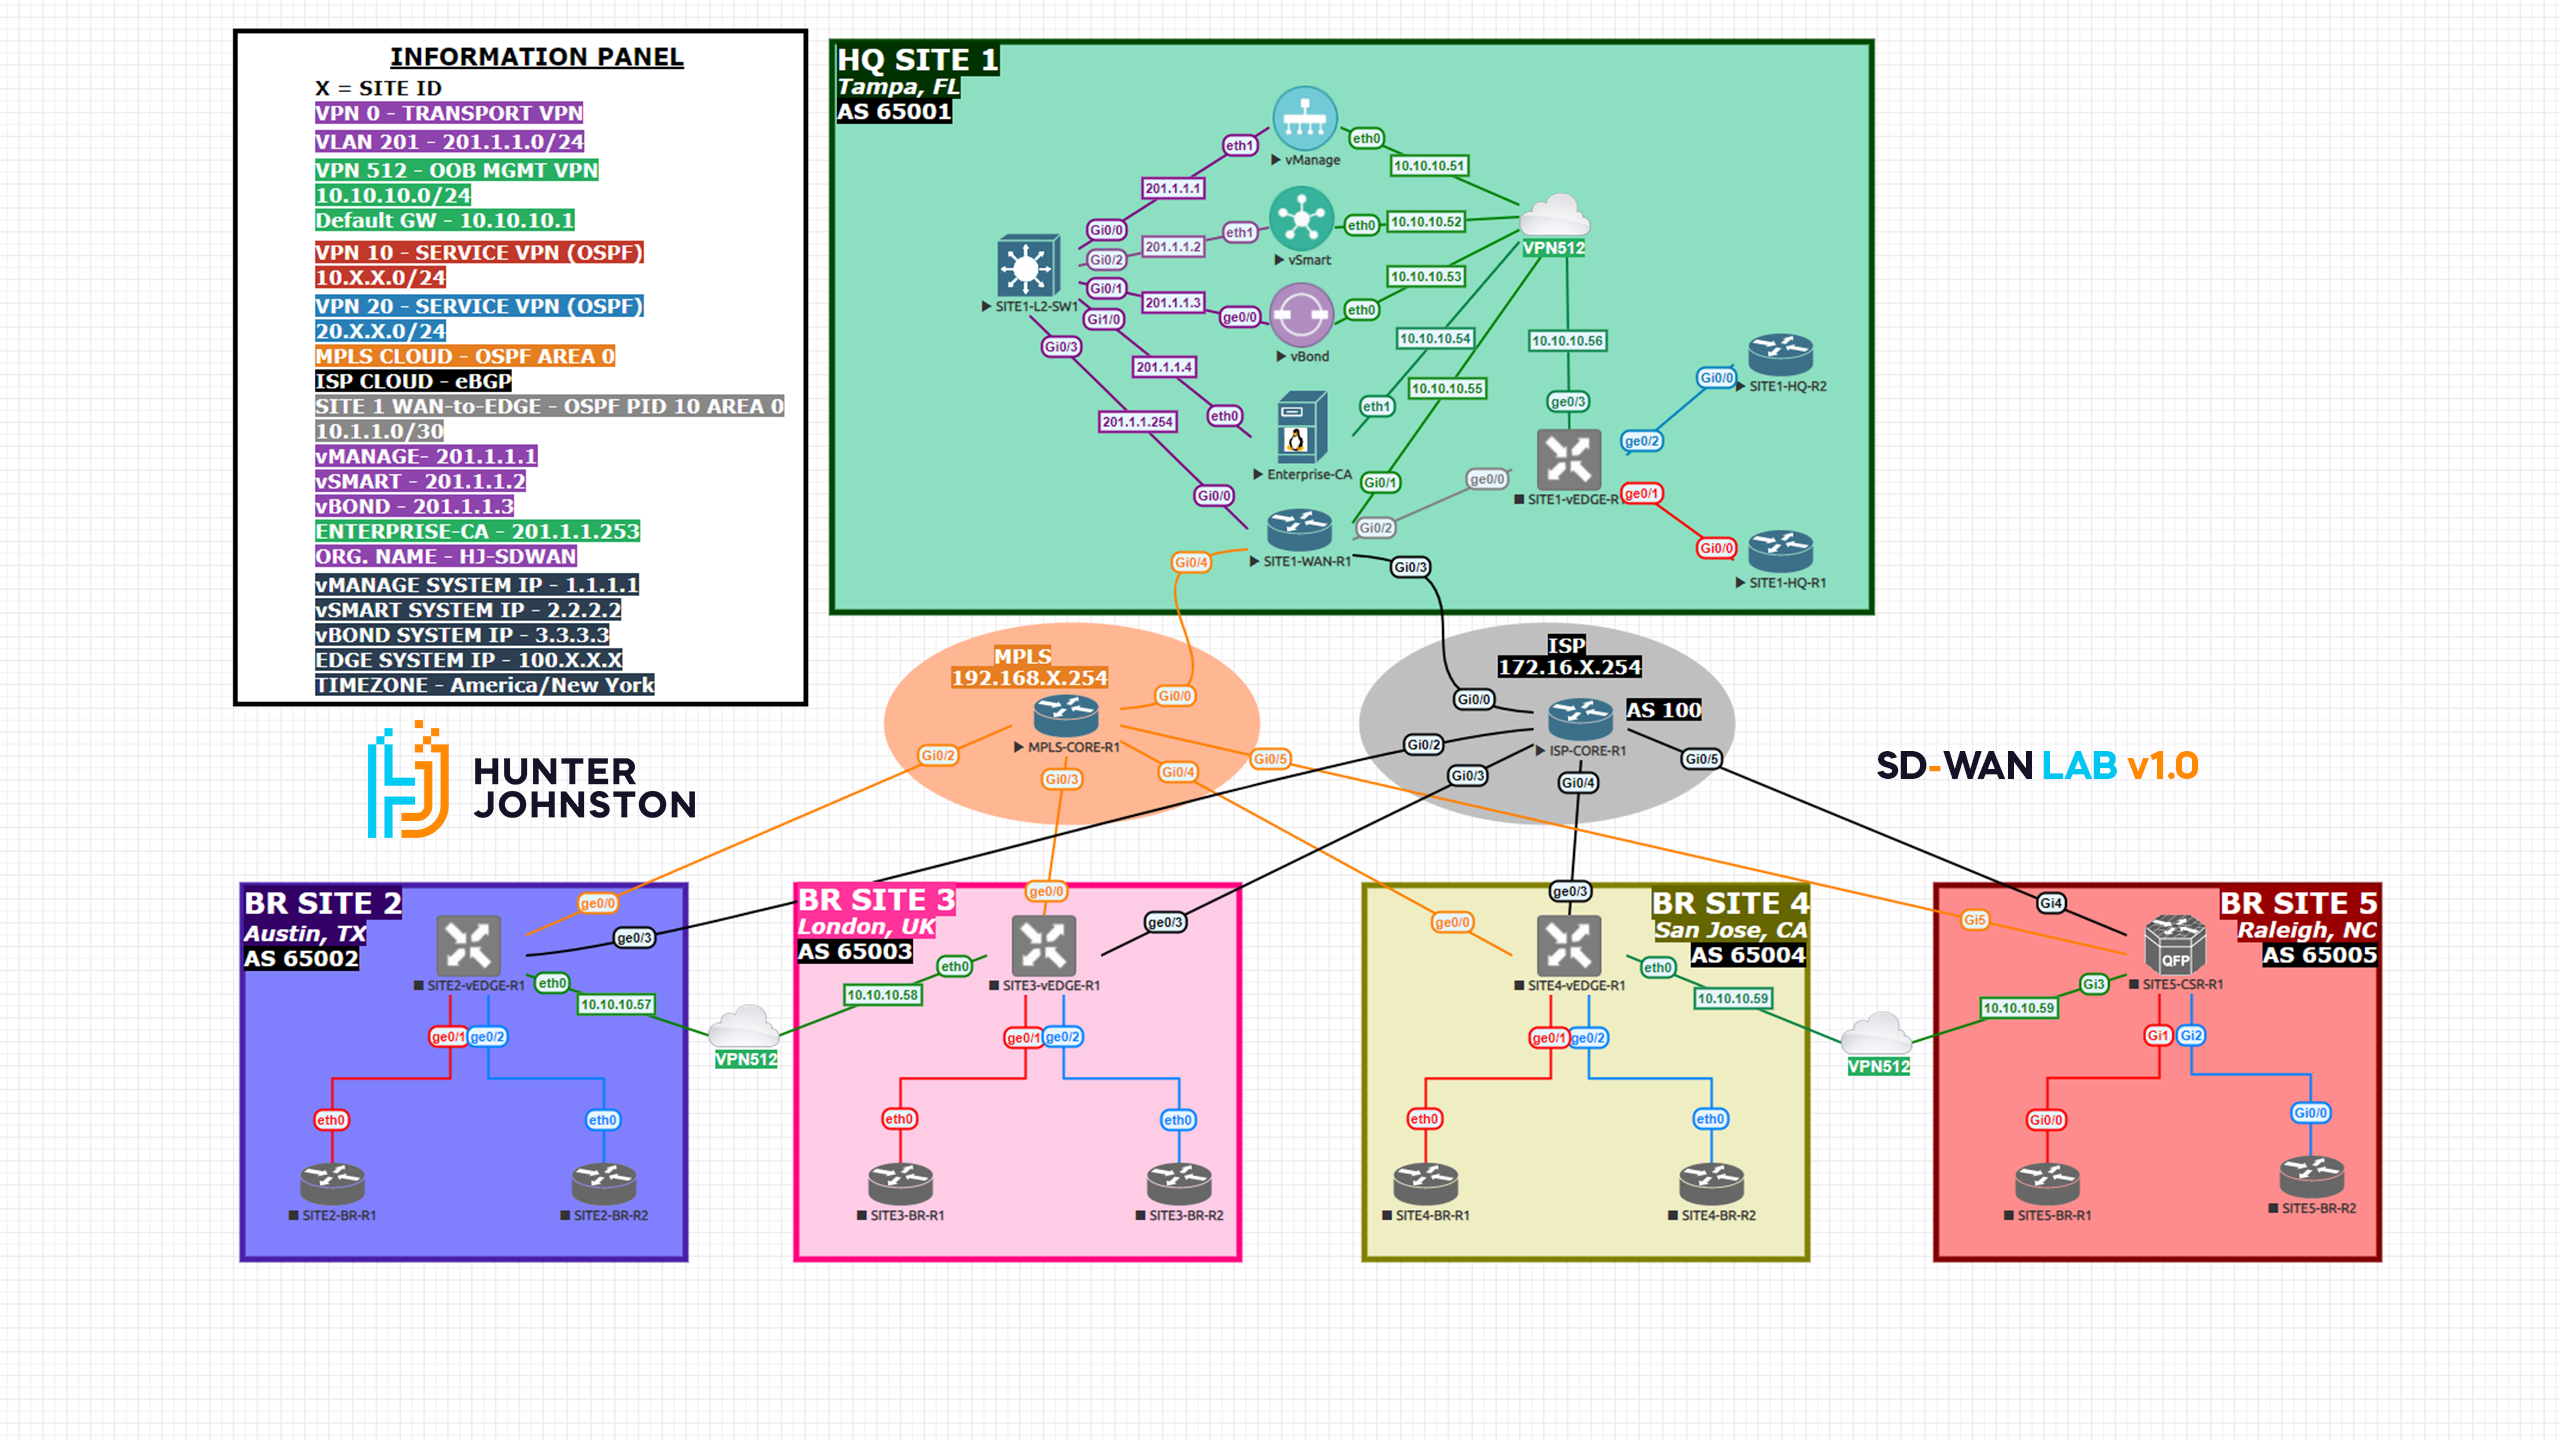 INFORMATION PANEL
X = SITE ID
VPN 0 - TRANSPORT VPN
VLAN 201 - 201.1.1.0/24
VPN 512 - OOB MGMT VPN
10.10.10.0/24
Default GW - 10.10.10.1
VPN 10 - SERVICE VPN (OSPF)
10.X.X.0/24
VPN 20 - SERVICE VPN (OSPF)
20.X.X.0/24
MPLS CLOUD - OSPF AREA 0
ISP CLOUD - eBGP
SITE 1 WAN-to-EDGE - OSPF PID 10 AREA 0
10.1.1.0/30
vMANAGE- 201.1.1.1
vSMART - 201.1.1.2
vBOND - 201.1.1.3
ENTERPRISE-CA - 201.1.1.253
ORG. NAME - HJ-SDWAN
vMANAGE SYSTEM IP - 1.1.1.1
vSMART SYSTEM IP - 2.2.2.2
vBOND SYSTEM IP - 3.3.3.3
EDGE SYSTEM IP - 100.X.X.X
TIMEZONE - America/New York
HUNTER
JOHNSTON
HQ SITE 1
Tampa, FL
AS 65001
vManage
eth1
eth0
201.1.1.1
10.10.10.51
Gi0/0
vSmart
eth1
eth0
201.1.1.2
10.10.10.52
Gi0/2
VPN512
SITE1-L2-SW1
Gi0/1
201.1.1.3
ge0/0
vBond
eth0
10.10.10.53
Gi1/0
201.1.1.4
eth0
Enterprise-CA
eth1
10.10.10.54
Gi0/3
201.1.1.254
Gi0/0
SITE1-WAN-R1
Gi0/1
10.10.10.55
Gi0/2
ge0/0
10.10.10.56
ge0/3
SITE1-vEDGE-R1
ge0/2
Gi0/0
SITE1-HQ-R2
ge0/1
Gi0/0
SITE1-HQ-R1
Gi0/4
Gi0/3
MPLS
192.168.X.254
Gi0/0
MPLS-CORE-R1
Gi0/2
Gi0/3
Gi0/4
Gi0/5
ISP
172.16.X.254
AS 100
Gi0/0
ISP-CORE-R1
Gi0/2
Gi0/3
Gi0/4
Gi0/5
SD-WAN LAB v1.0
BR SITE 2
Austin, TX
AS 65002
ge0/0
ge0/3
SITE2-vEDGE-R1
eth0
10.10.10.57
ge0/1
ge0/2
eth0
eth0
SITE2-BR-R1
SITE2-BR-R2
VPN512
BR SITE 3
London, UK
AS 65003
ge0/0
ge0/3
eth0
10.10.10.58
SITE3-vEDGE-R1
ge0/1
ge0/2
eth0
eth0
SITE3-BR-R1
SITE3-BR-R2
BR SITE 4
San Jose, CA
AS 65004
ge0/0
ge0/3
SITE4-vEDGE-R1
eth0
10.10.10.59
ge0/1
ge0/2
eth0
eth0
SITE4-BR-R1
SITE4-BR-R2
VPN512
BR SITE 5
Raleigh, NC
AS 65005
Gi4
Gi5
QFP
SITE5-CSR-R1
Gi3
10.10.10.59
Gi1
Gi2
Gi0/0
Gi0/0
SITE5-BR-R1
SITE5-BR-R2